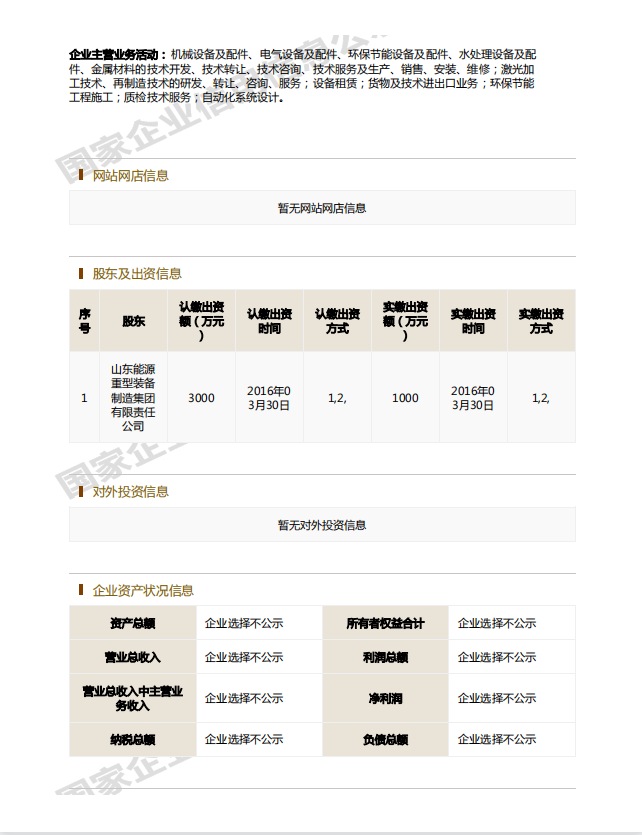 企业主营业务活动：机械设备及配件、电气设备及配件、环保节能设备及配件、水处理设备及配
件、金属材料的技术开发、技术转让、技术咨询、技术服务及生产、销售、安装、维修；激光加
工技术、再制造技术的研发、转让、咨询、服务；设备租赁；货物及技术进出口业务；环保节能
工程施工；质检技术服务；自动化系统设计。
国家企业信用信息公
网站网店信息
暂无网站网店信息
股东及出资信息
序号 股东 认缴出资额（万元） 认缴出资时间 认缴出资方式 实缴出资额（万元） 实缴出资时间 实缴出资方式
1 山东能源重型装备制造集团有限责任公司 3000 2016年03月30日 1,2, 1000 2016年03月30日 1,2,
国家企业
对外投资信息
暂无对外投资信息
企业资产状况信息
资产总额 企业选择不公示 所有者权益合计 企业选择不公示
营业总收入 企业选择不公示 利润总额 企业选择不公示
营业总收入中主营业务收入 企业选择不公示 净利润 企业选择不公示
纳税总额 企业选择不公示 负债总额 企业选择不公示
国家企业